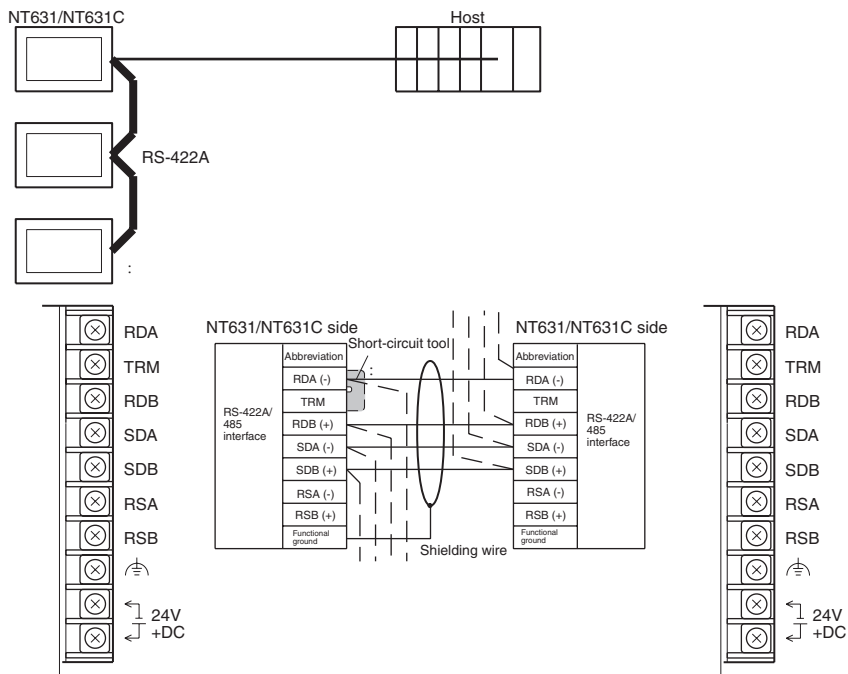 NT631/NT631C
Host
RS-422A
:
RDA
TRM
RDB
SDA
SDB
RSA
RSB
24V
+DC
NT631/NT631C side
Short-circuit tool
:
Abbreviation
RDA (-)
TRM
RDB (+)
SDA (-)
SDB (+)
RSA (-)
RSB (+)
Functional
ground
RS-422A/
485
interface
Shielding wire
NT631/NT631C side
Abbreviation
RDA (-)
TRM
RDB (+)
SDA (-)
SDB (+)
RSA (-)
RSB (+)
Functional
ground
RS-422A/
485
interface
RDA
TRM
RDB
SDA
SDB
RSA
RSB
24V
+DC